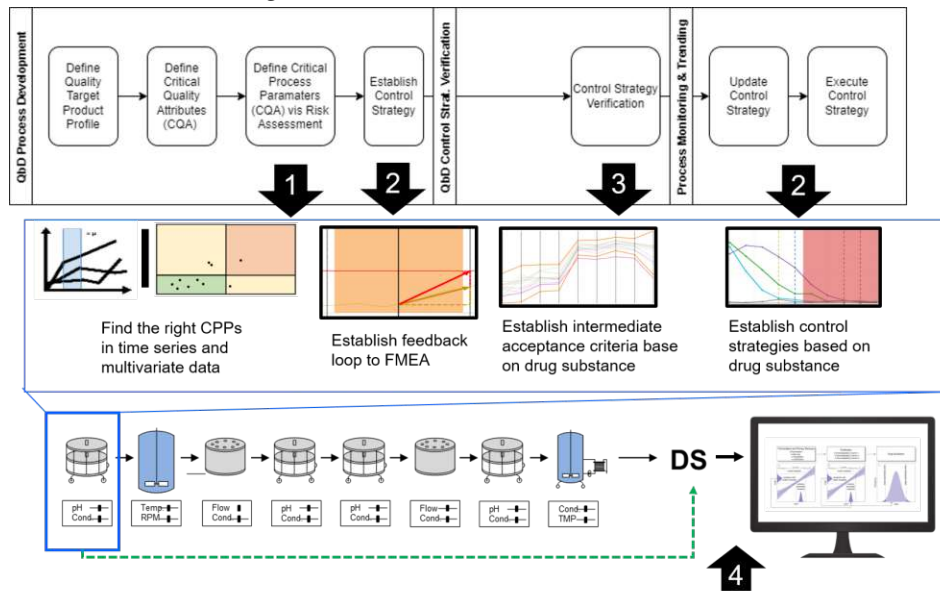 QbD Process Development
Define
Quality
Target
Product
Profile
Define
Critical
Quality
Attributes
(CQA)
Define Critical
Process
Paramaters
(CQA) vis Risk
Assessment
Establish
Control
Strategy
QbD Control Strat. Verification
Control Strategy
Verification
Process Monitoring & Trending
Update
Control
Strategy
Execute
Control
Strategy
1
2
3
2
Find the right CPPs
in time series and
multivariate data
Establish feedback
loop to FMEA
Establish intermediate
acceptance criteria base
on drug substance
Establish control
strategies based on
drug substance
pH
Cond
Temp
RPM
Flow
Cond
pH
Cond
pH
Cond
Flow
Cond
pH
Cond
Cond
TMP
DS
4